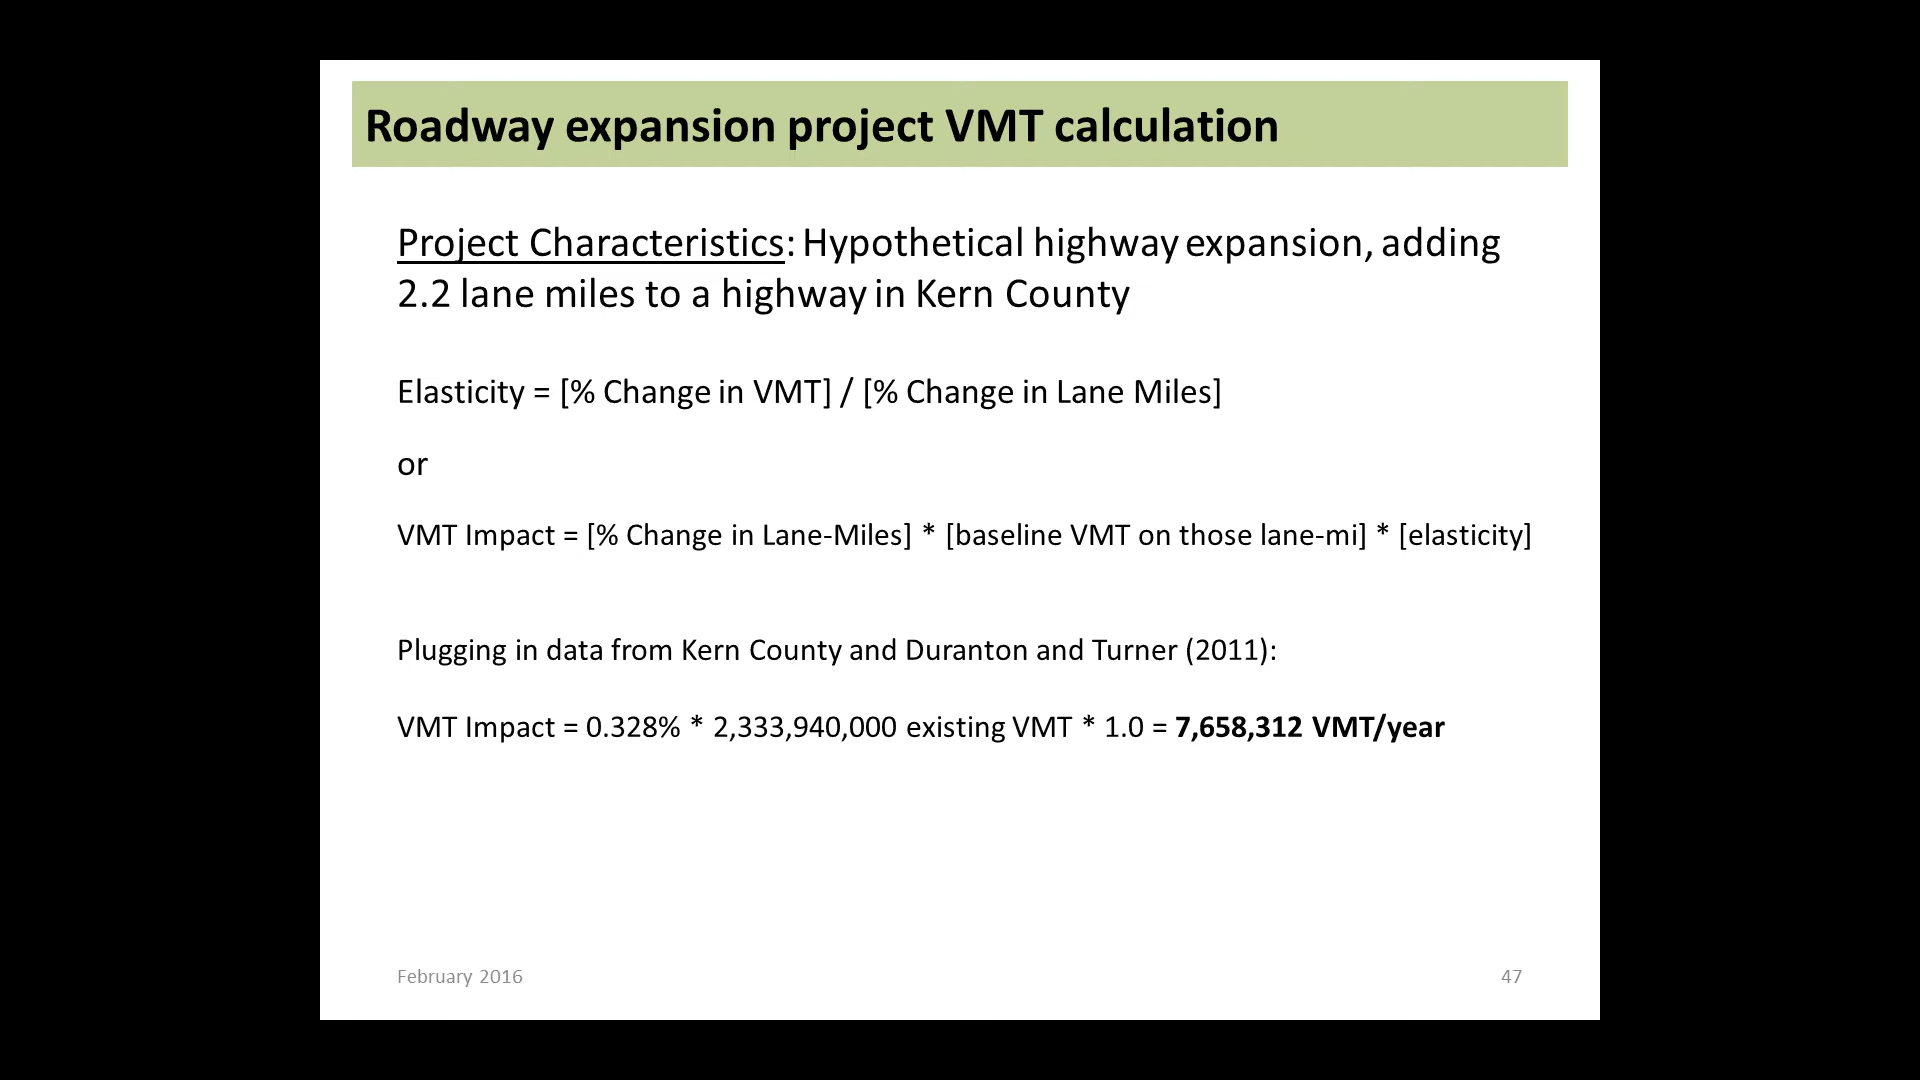 Roadway expansion project VMT calculation
Project Characteristics: Hypothetical highway expansion, adding
2.2 lane miles to a highway in Kern County
Elasticity = [% Change in VMT] / [% Change in Lane Miles]
or
VMT Impact = [% Change in Lane-Miles] * [baseline VMT on those lane-mi] * [elasticity]
Plugging in data from Kern County and Duranton and Turner (2011):
VMT Impact = 0.328% * 2,333,940,000 existing VMT * 1.0 = 7,658,312 VMT/year
February 2016
47